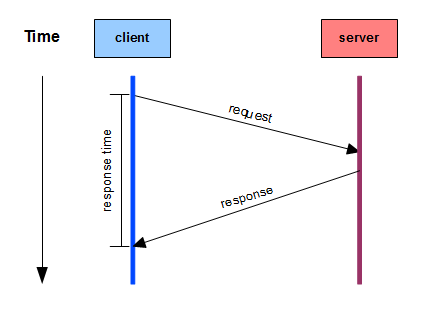 Time
client
server
request
response time
response